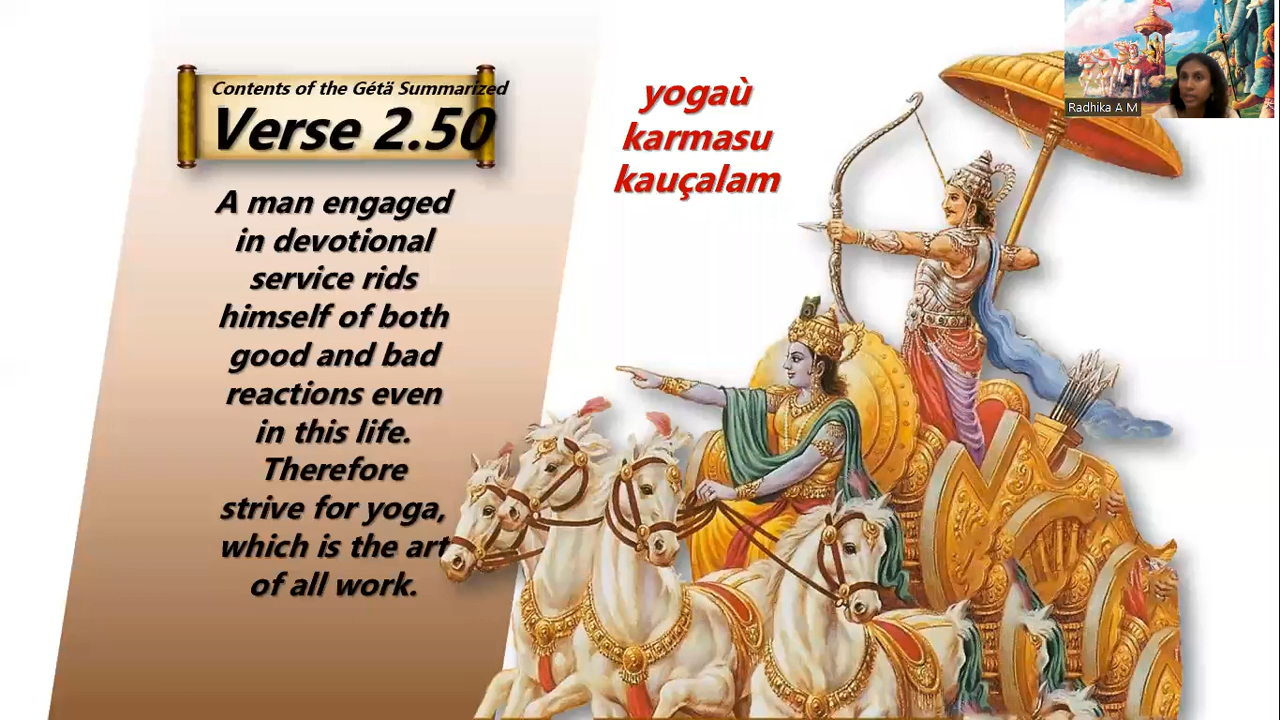 Contents of the Gétä Summarized
Verse 2.50
A man engaged
in devotional
service rids
himself of both
good and bad
reactions even
in this life.
Therefore
strive for yoga,
which is the art
of all work.
yogaù
karmasu
kauçalam
Radhika A M